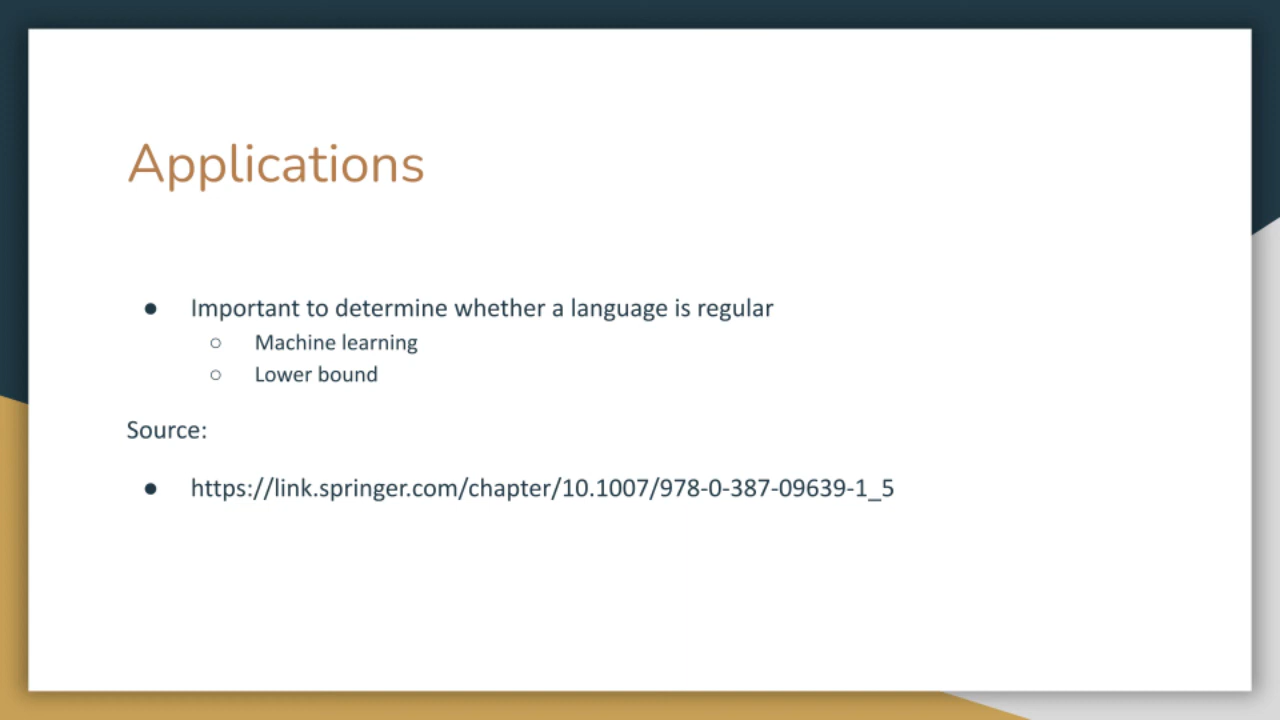 Applications
● Important to determine whether a language is regular
○ Machine learning
○ Lower bound
Source:
● https://link.springer.com/chapter/10.1007/978-0-387-09639-1_5